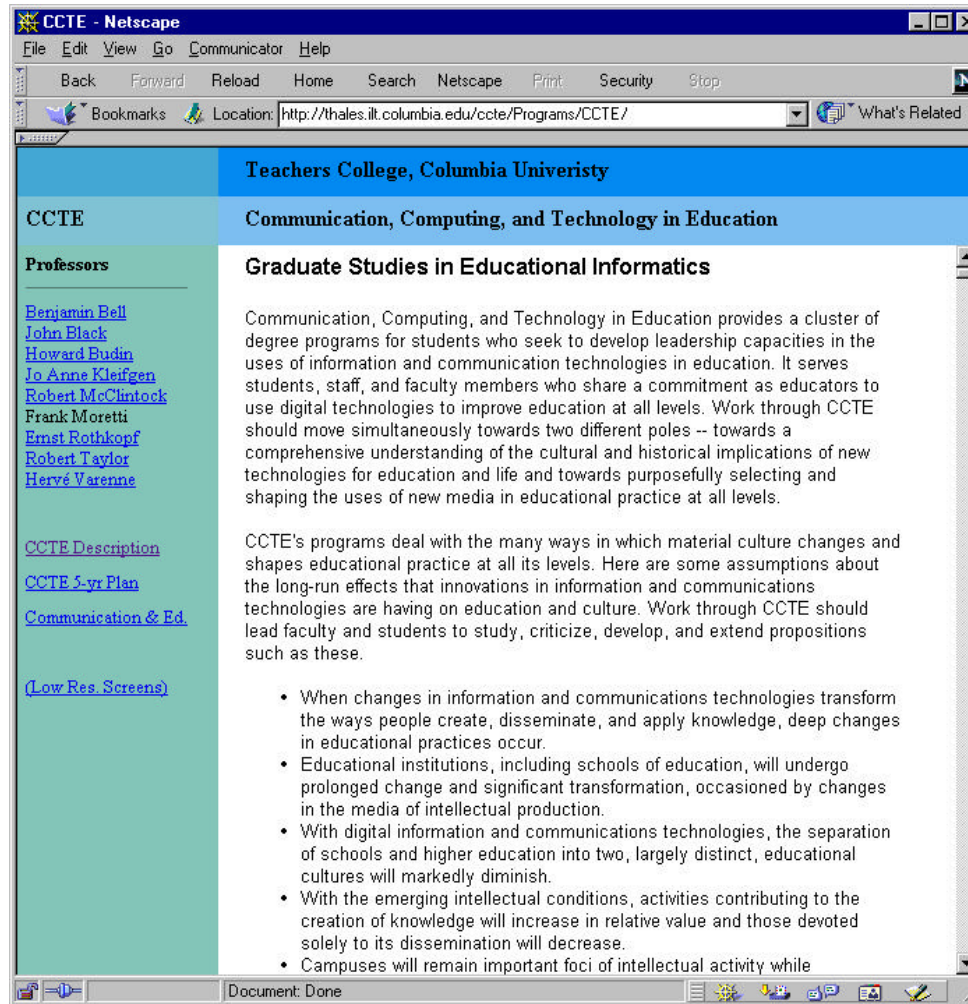 CCTE - Netscape
File Edit View Go Communicator Help
Back Forward Reload Home Search Netscape Print Security Stop
Bookmarks Location: http://thales.ilt.columbia.edu/ccte/Programs/CCTE/ What's Related
Teachers College, Columbia Univeristy
CCTE
Communication, Computing, and Technology in Education
Professors
Benjamin Bell
John Black
Howard Budin
Jo Anne Kleifgen
Robert McClintock
Frank Moretti
Ernst Rothkopf
Robert Taylor
Hervé Varenne
CCTE Description
CCTE 5-yr Plan
Communication & Ed.
(Low Res. Screens)
Graduate Studies in Educational Informatics
Communication, Computing, and Technology in Education provides a cluster of
degree programs for students who seek to develop leadership capacities in the
uses of information and communication technologies in education. It serves
students, staff, and faculty members who share a commitment as educators to
use digital technologies to improve education at all levels. Work through CCTE
should move simultaneously towards two different poles -- towards a
comprehensive understanding of the cultural and historical implications of new
technologies for education and life and towards purposefully selecting and
shaping the uses of new media in educational practice at all levels.
CCTE's programs deal with the many ways in which material culture changes and
shapes educational practice at all its levels. Here are some assumptions about
the long-run effects that innovations in information and communications
technologies are having on education and culture. Work through CCTE should
lead faculty and students to study, criticize, develop, and extend propositions
such as these.
• When changes in information and communications technologies transform
the ways people create, disseminate, and apply knowledge, deep changes
in educational practices occur.
• Educational institutions, including schools of education, will undergo
prolonged change and significant transformation, occasioned by changes
in the media of intellectual production.
• With digital information and communications technologies, the separation
of schools and higher education into two, largely distinct, educational
cultures will markedly diminish.
• With the emerging intellectual conditions, activities contributing to the
creation of knowledge will increase in relative value and those devoted
solely to its dissemination will decrease.
• Campuses will remain important foci of intellectual activity while
Document: Done